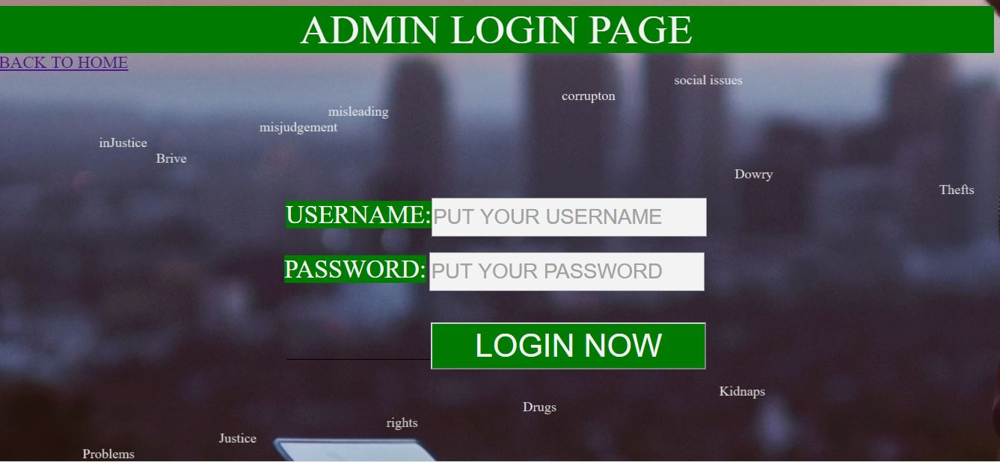 ADMIN LOGIN PAGE
BACK TO HOME
social issues
corrupton
misleading
misjudgement
inJustice
Brive
Dowry
Thefts
USERNAME: PUT YOUR USERNAME
PASSWORD: PUT YOUR PASSWORD
LOGIN NOW
Kidnaps
Drugs
rights
Justice
Problems